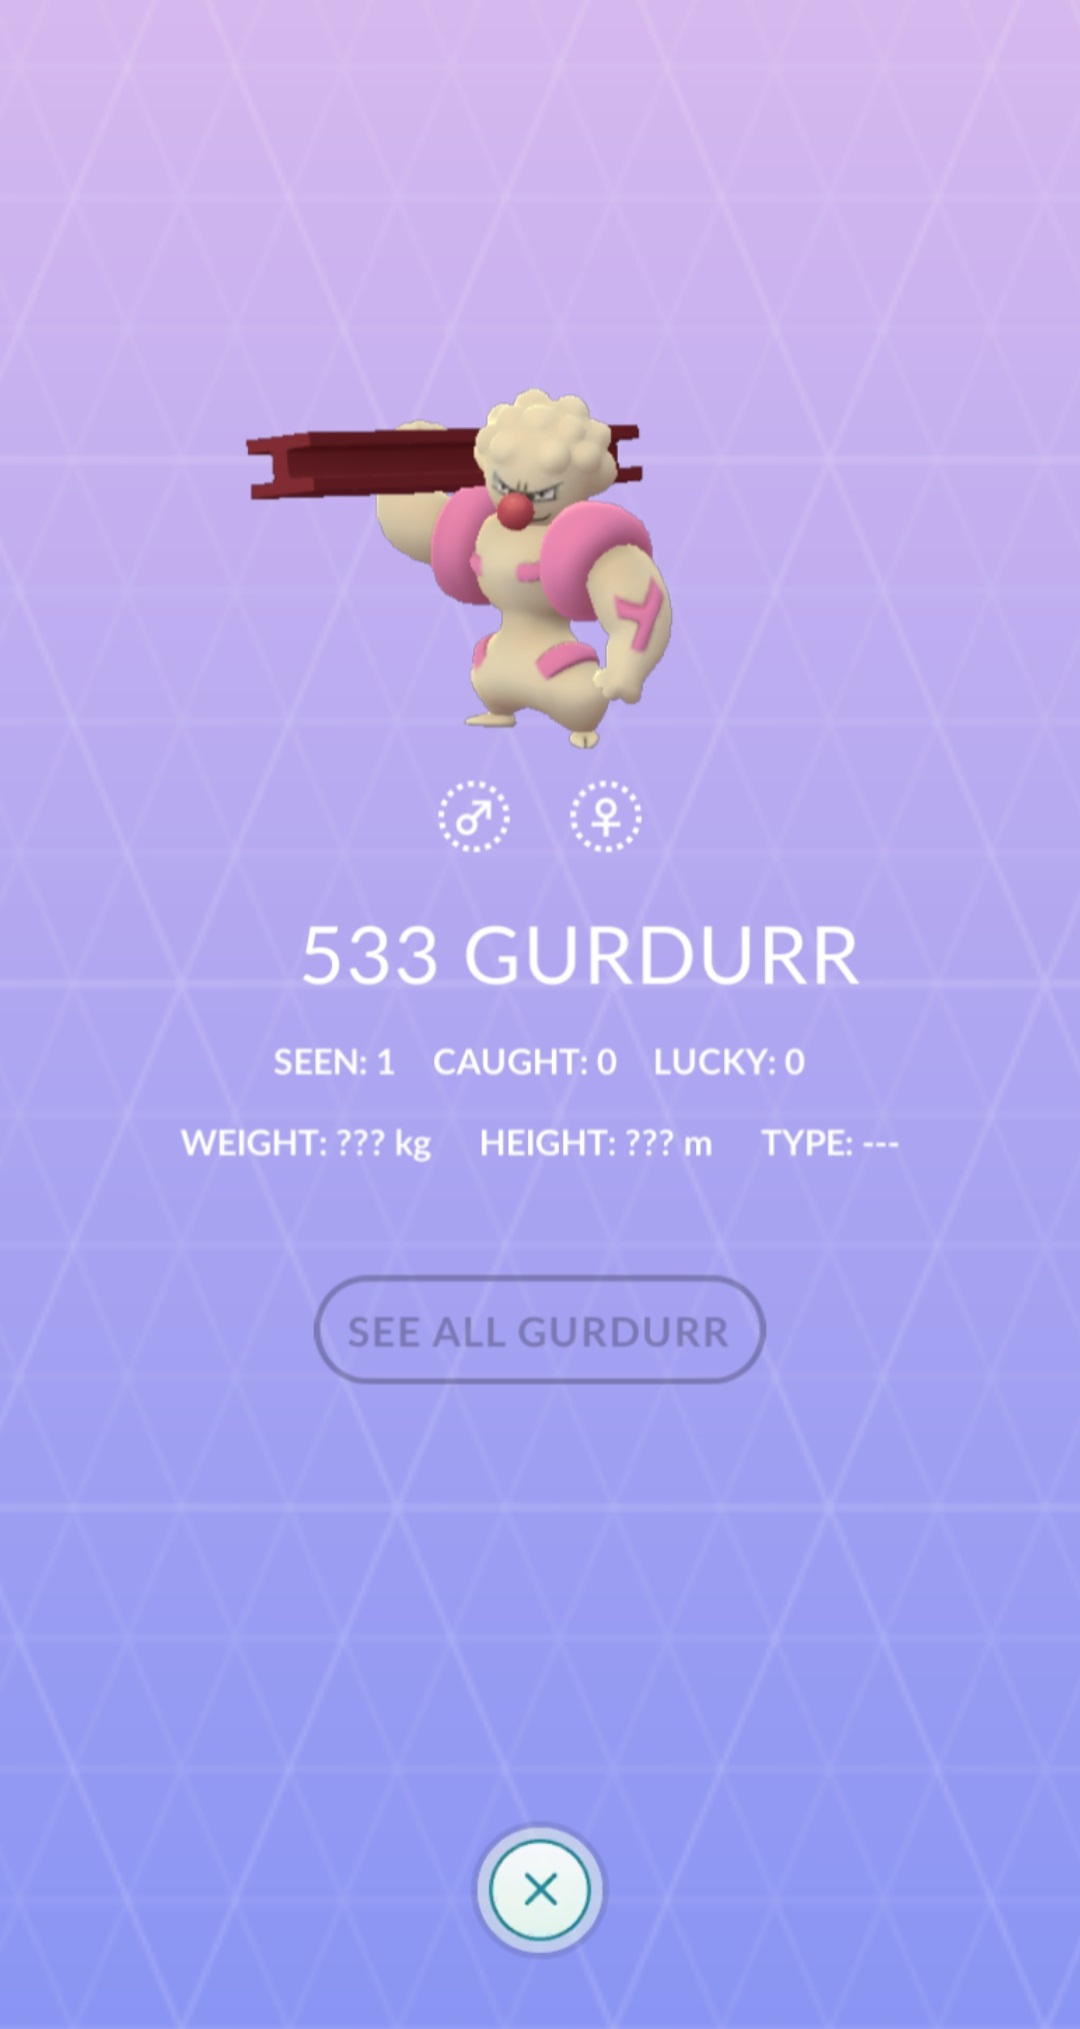 533 GURDURR
SEEN: 1 CAUGHT: 0 LUCKY: 0
WEIGHT: ??? kg HEIGHT: ??? m TYPE: ---
SEE ALL GURDURR